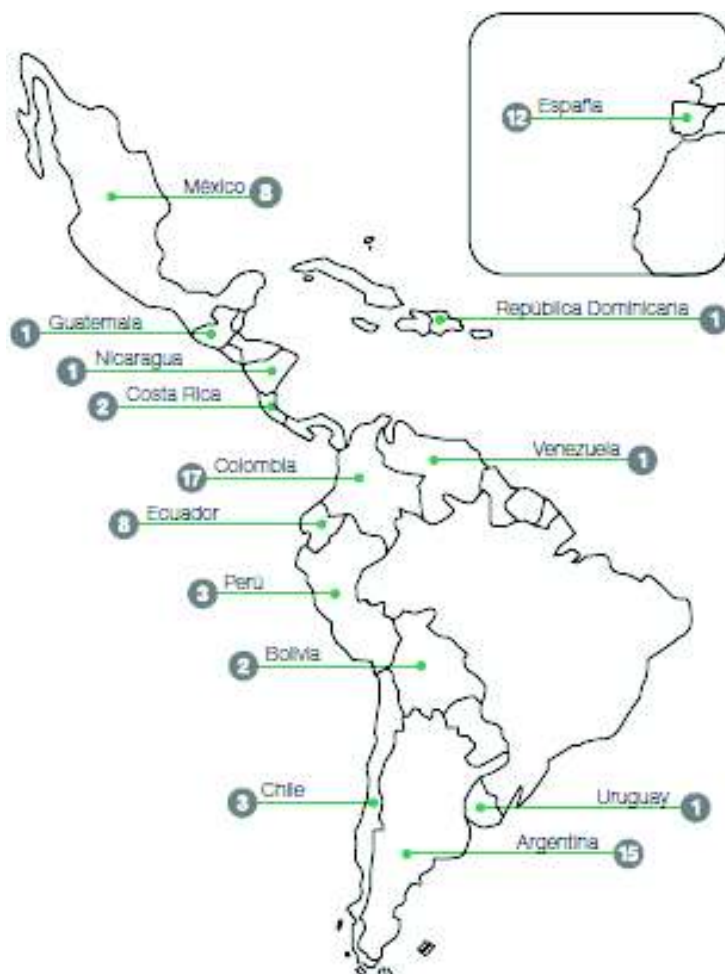 12 España
México 8
República Dominicana 1
1 Guatemala
1 Nicaragua
2 Costa Rica
Venezuela 1
17 Colombia
8 Ecuador
3 Perú
2 Bolivia
3 Chile
Uruguay 1
Argentina 15